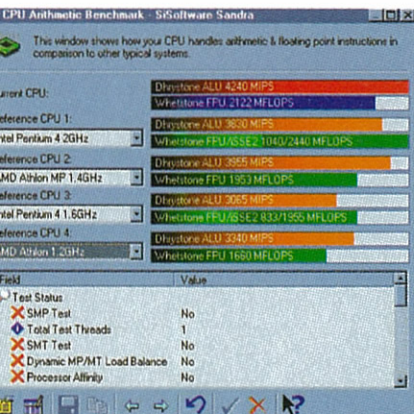 CPU Arithmetic Benchmark - SiSoftware Sandra
This window shows how your CPU handles arithmetic & floating point instructions in
comparison to other typical systems.
urrent CPU:
Dhrystone ALU 4240 MIPS
Whetstone FPU 2122 MFLOPS
eference CPU 1:
ntel Pentium 4 2GHz
Dhrystone ALU 3830 MIPS
Whetstone FPU/iSSE2 1040/2440 MFLOPS
eference CPU 2:
MD Athlon MP 1.4GHz
Dhrystone ALU 3955 MIPS
Whetstone FPU 1953 MFLOPS
eference CPU 3:
ntel Pentium 4 1.6GHz
Dhrystone ALU 3065 MIPS
Whetstone FPU/iSSE2 833/1955 MFLOPS
eference CPU 4:
MD Athlon 1.2GHz
Dhrystone ALU 3340 MIPS
Whetstone FPU 1660 MFLOPS
Field Value
Test Status
SMP Test No
Total Test Threads 1
SMT Test No
Dynamic MP/MT Load Balance No
Processor Affinity No